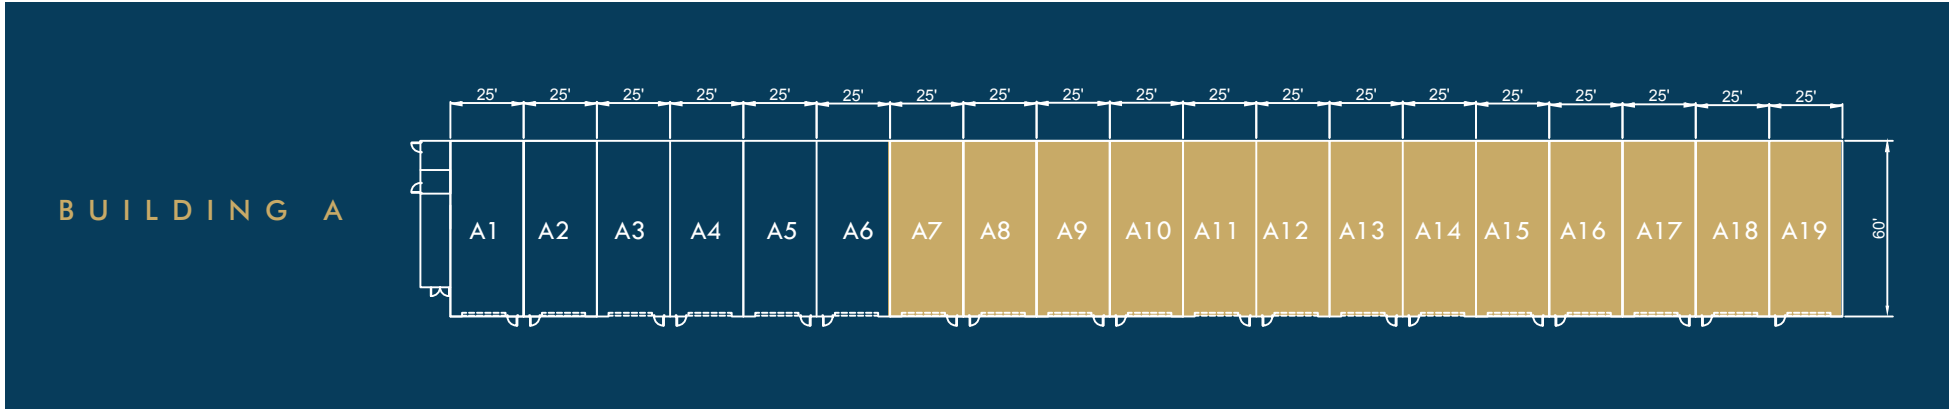 25' 25' 25' 25' 25' 25' 25' 25' 25' 25' 25' 25' 25' 25' 25' 25' 25' 25' 25'
BUILDING A
A1 A2 A3 A4 A5 A6 A7 A8 A9 A10 A11 A12 A13 A14 A15 A16 A17 A18 A19
60'